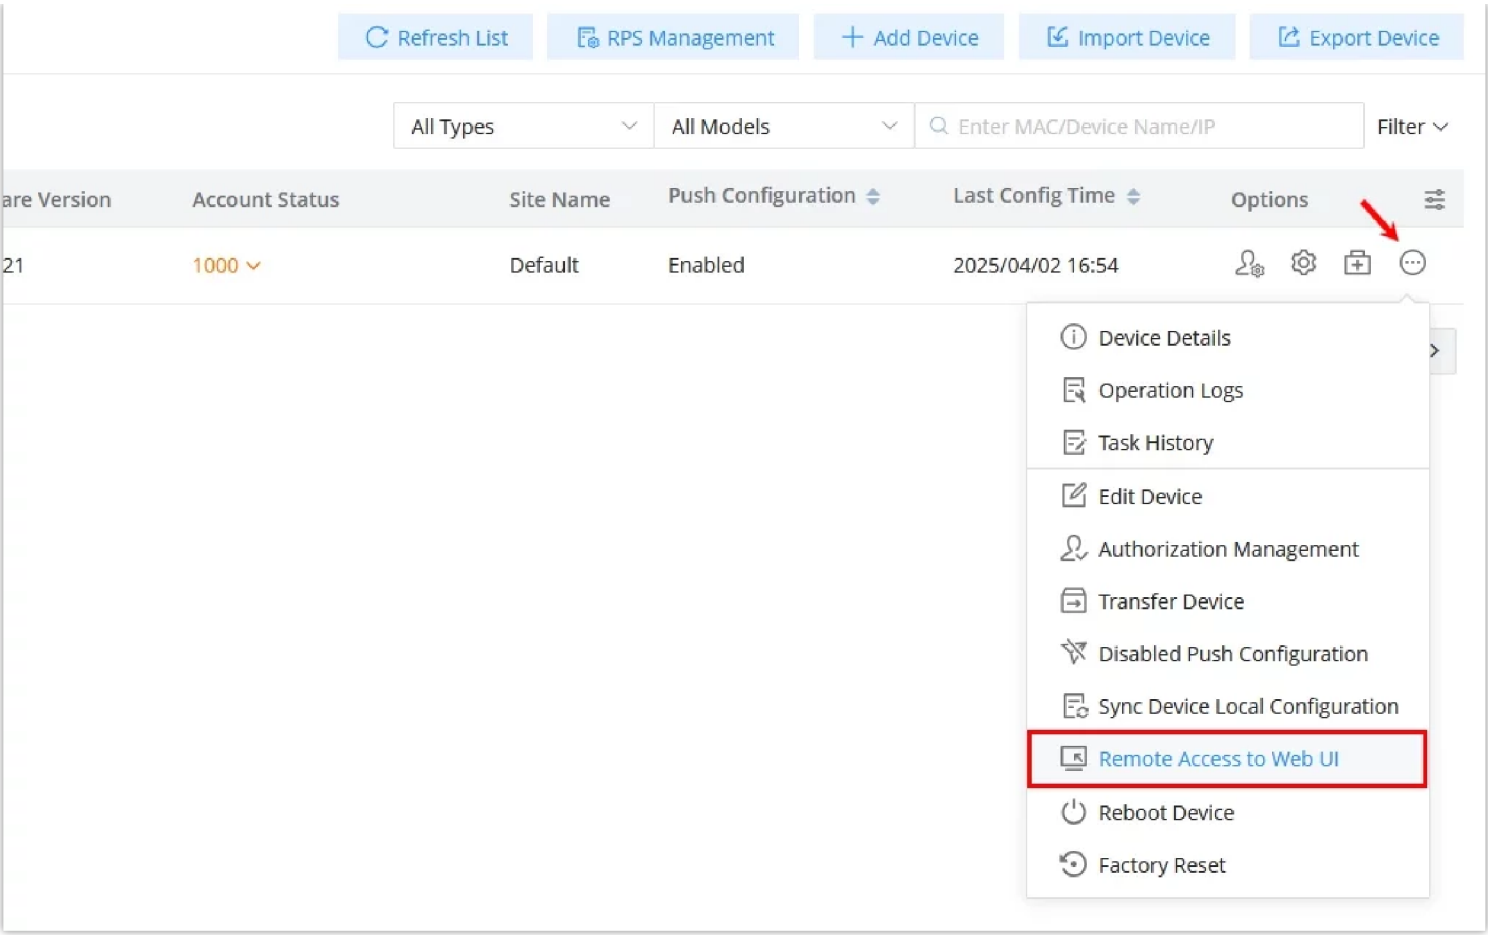 Refresh List RPS Management Add Device Import Device Export Device
All Types All Models Enter MAC/Device Name/IP Filter
are Version Account Status Site Name Push Configuration Last Config Time Options
21 1000 Default Enabled 2025/04/02 16:54
Device Details
Operation Logs
Task History
Edit Device
Authorization Management
Transfer Device
Disabled Push Configuration
Sync Device Local Configuration
Remote Access to Web UI
Reboot Device
Factory Reset